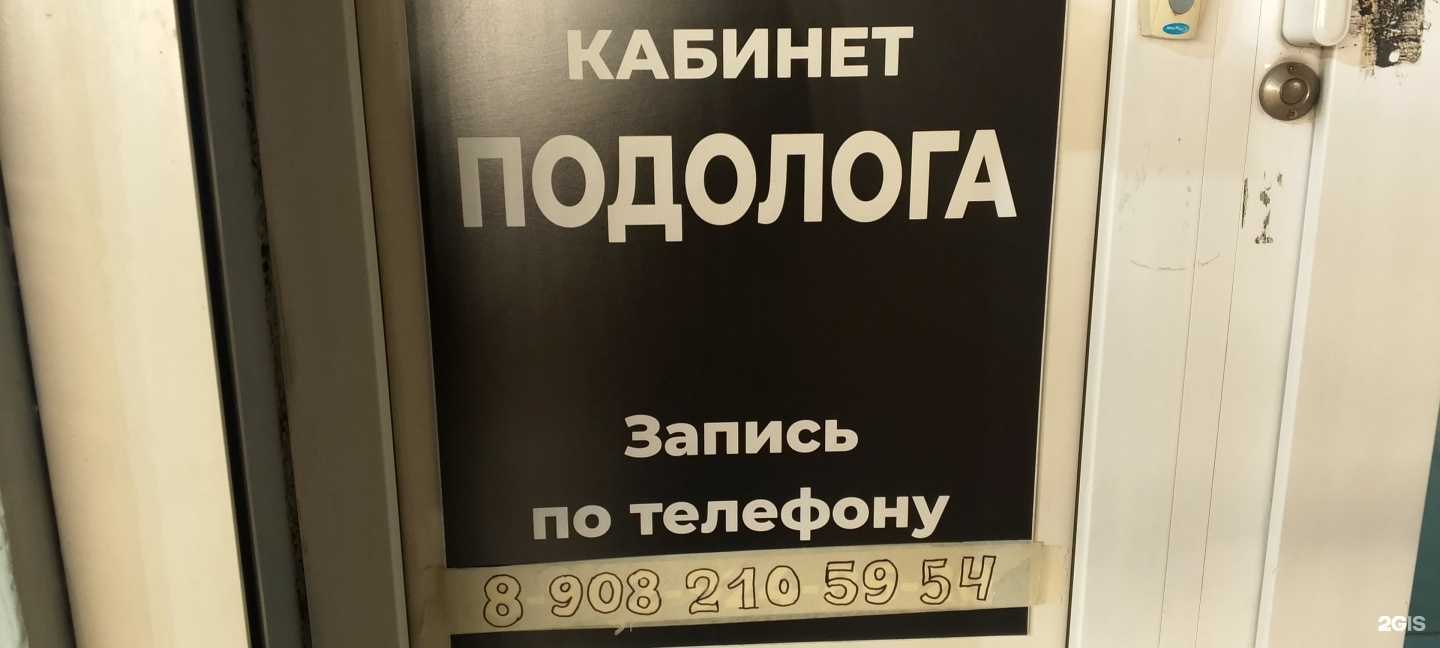 КАБИНЕТ
ПОДОЛОГА
Запись
по телефону
8 908 210 59 54
2GIS